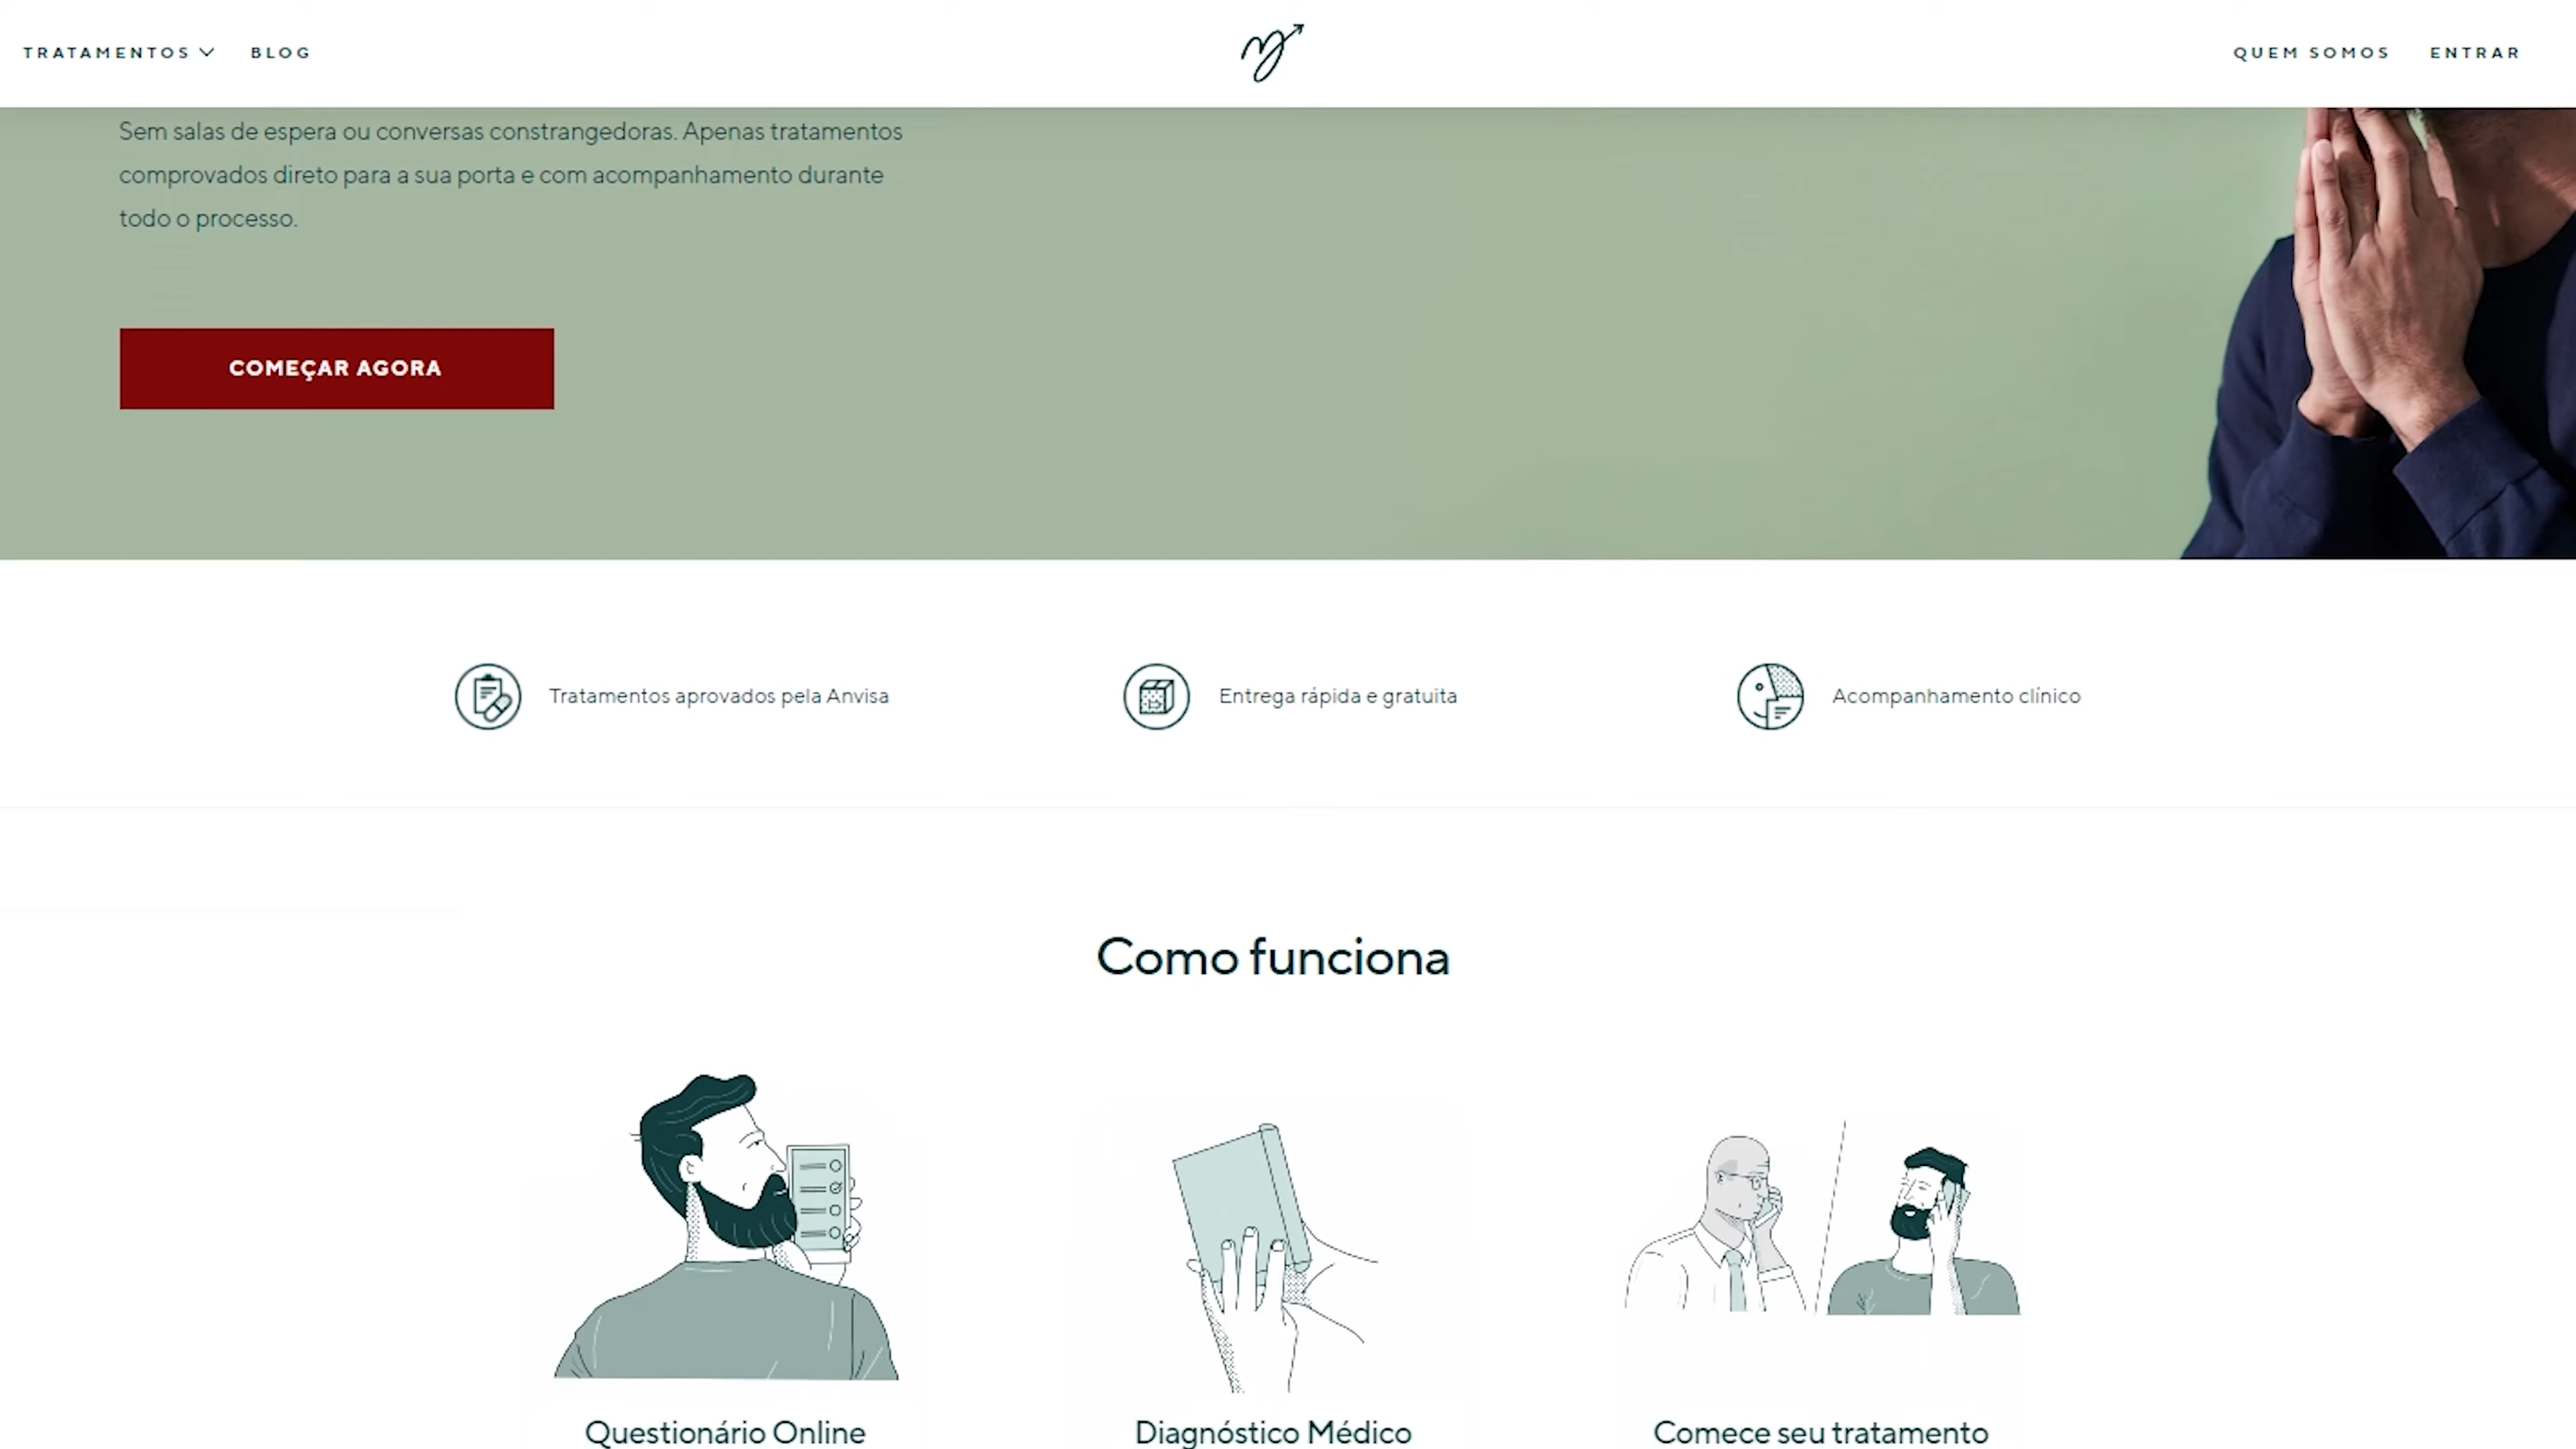 TRATAMENTOS
BLOG
QUEM SOMOS
ENTRAR
Sem salas de espera ou conversas constrangedoras. Apenas tratamentos
comprovados direto para a sua porta e com acompanhamento durante
todo o processo.
COMEÇAR AGORA
Tratamentos aprovados pela Anvisa
Entrega rápida e gratuita
Acompanhamento clínico
Como funciona
Questionário Online
Diagnóstico Médico
Comece seu tratamento